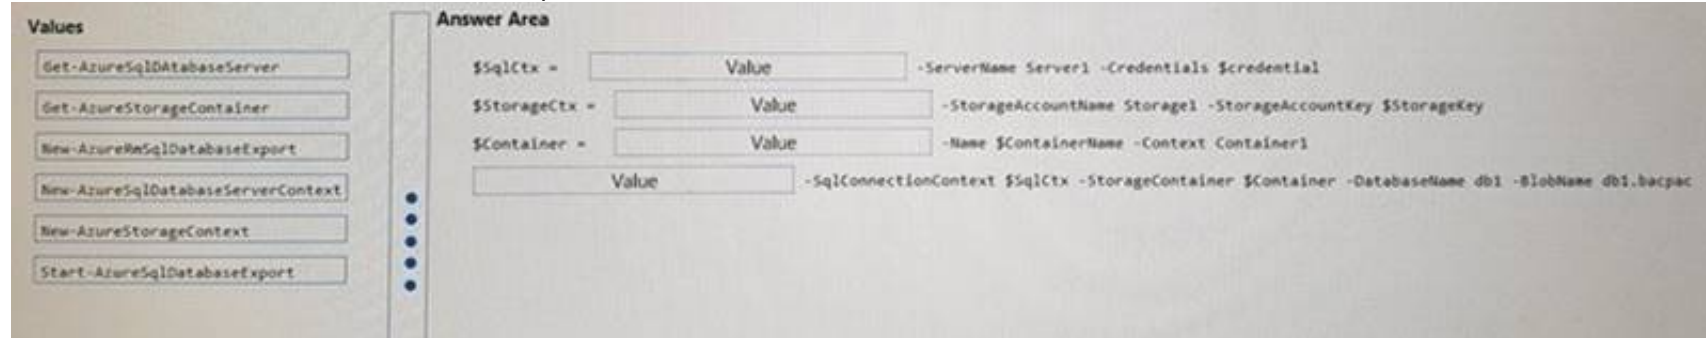 Values
Get-AzureSqlDAtabaseServer
Get-AzureStorageContainer
New-AzureRmSqlDatabaseExport
New-AzureSqlDatabaseServerContext
New-AzureStorageContext
Start-AzureSqlDatabaseExport
Answer Area
$SqlCtx = Value -ServerName Server1 -Credentials $credential
$StorageCtx = Value -StorageAccountName Storage1 -StorageAccountKey $StorageKey
$Container = Value -Name $ContainerName -Context Container1
Value -SqlConnectionContext $SqlCtx -StorageContainer $Container -DatabaseName db1 -BlobName db1.bacpac